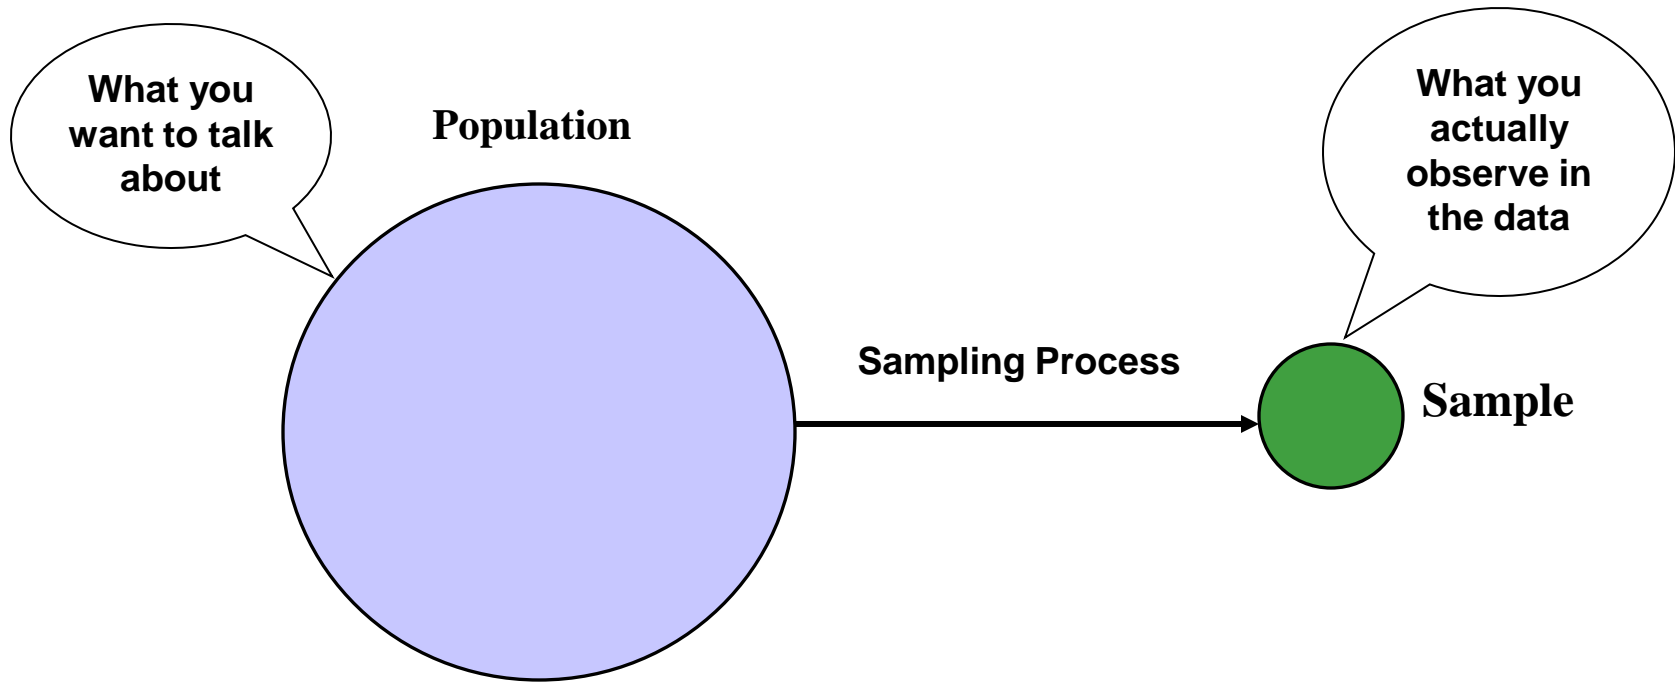 What you
want to talk
about
Population
What you
actually
observe in
the data
Sampling Process
Sample